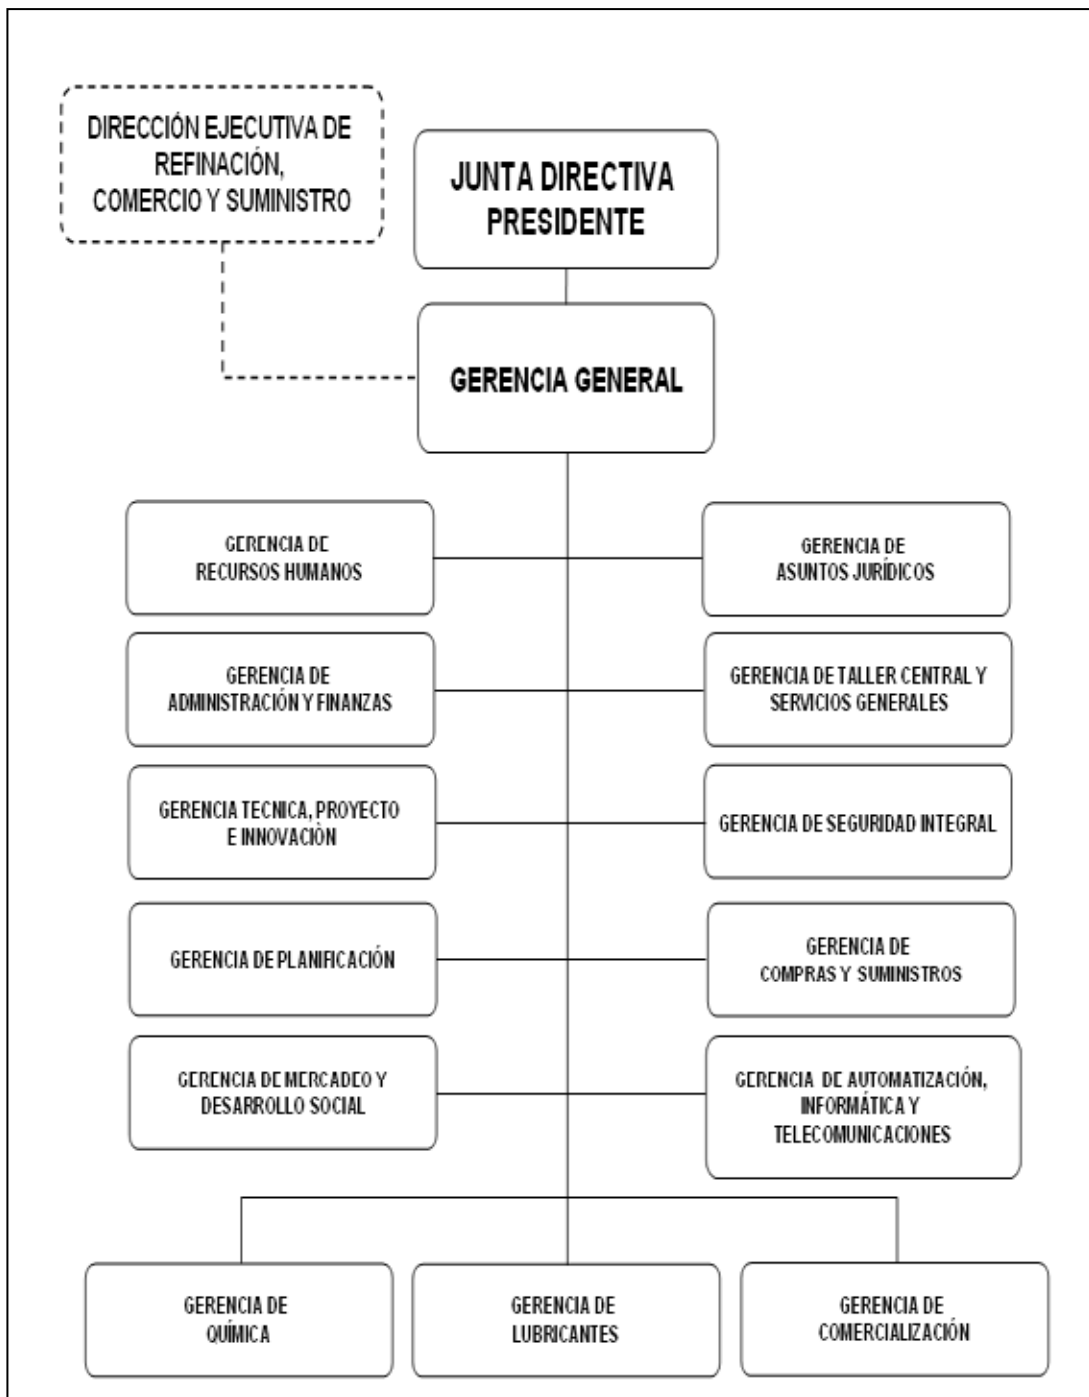 DIRECCIÓN EJECUTIVA DE
REFINACIÓN,
COMERCIO Y SUMINISTRO
JUNTA DIRECTIVA
PRESIDENTE
GERENCIA GENERAL
GERENCIA DE
RECURSOS HUMANOS
GERENCIA DE
ASUNTOS JURÍDICOS
GERENCIA DE
ADMINISTRACIÓN Y FINANZAS
GERENCIA DE TALLER CENTRAL Y
SERVICIOS GENERALES
GERENCIA TECNICA, PROYECTO
E INNOVACIÒN
GERENCIA DE SEGURIDAD INTEGRAL
GERENCIA DE PLANIFICACIÓN
GERENCIA DE
COMPRAS Y SUMINISTROS
GERENCIA DE MERCADEO Y
DESARROLLO SOCIAL
GERENCIA DE AUTOMATIZACIÓN,
INFORMÁTICA Y
TELECOMUNICACIONES
GERENCIA DE
QUÍMICA
GERENCIA DE
LUBRICANTES
GERENCIA DE
COMERCIALIZACIÓN